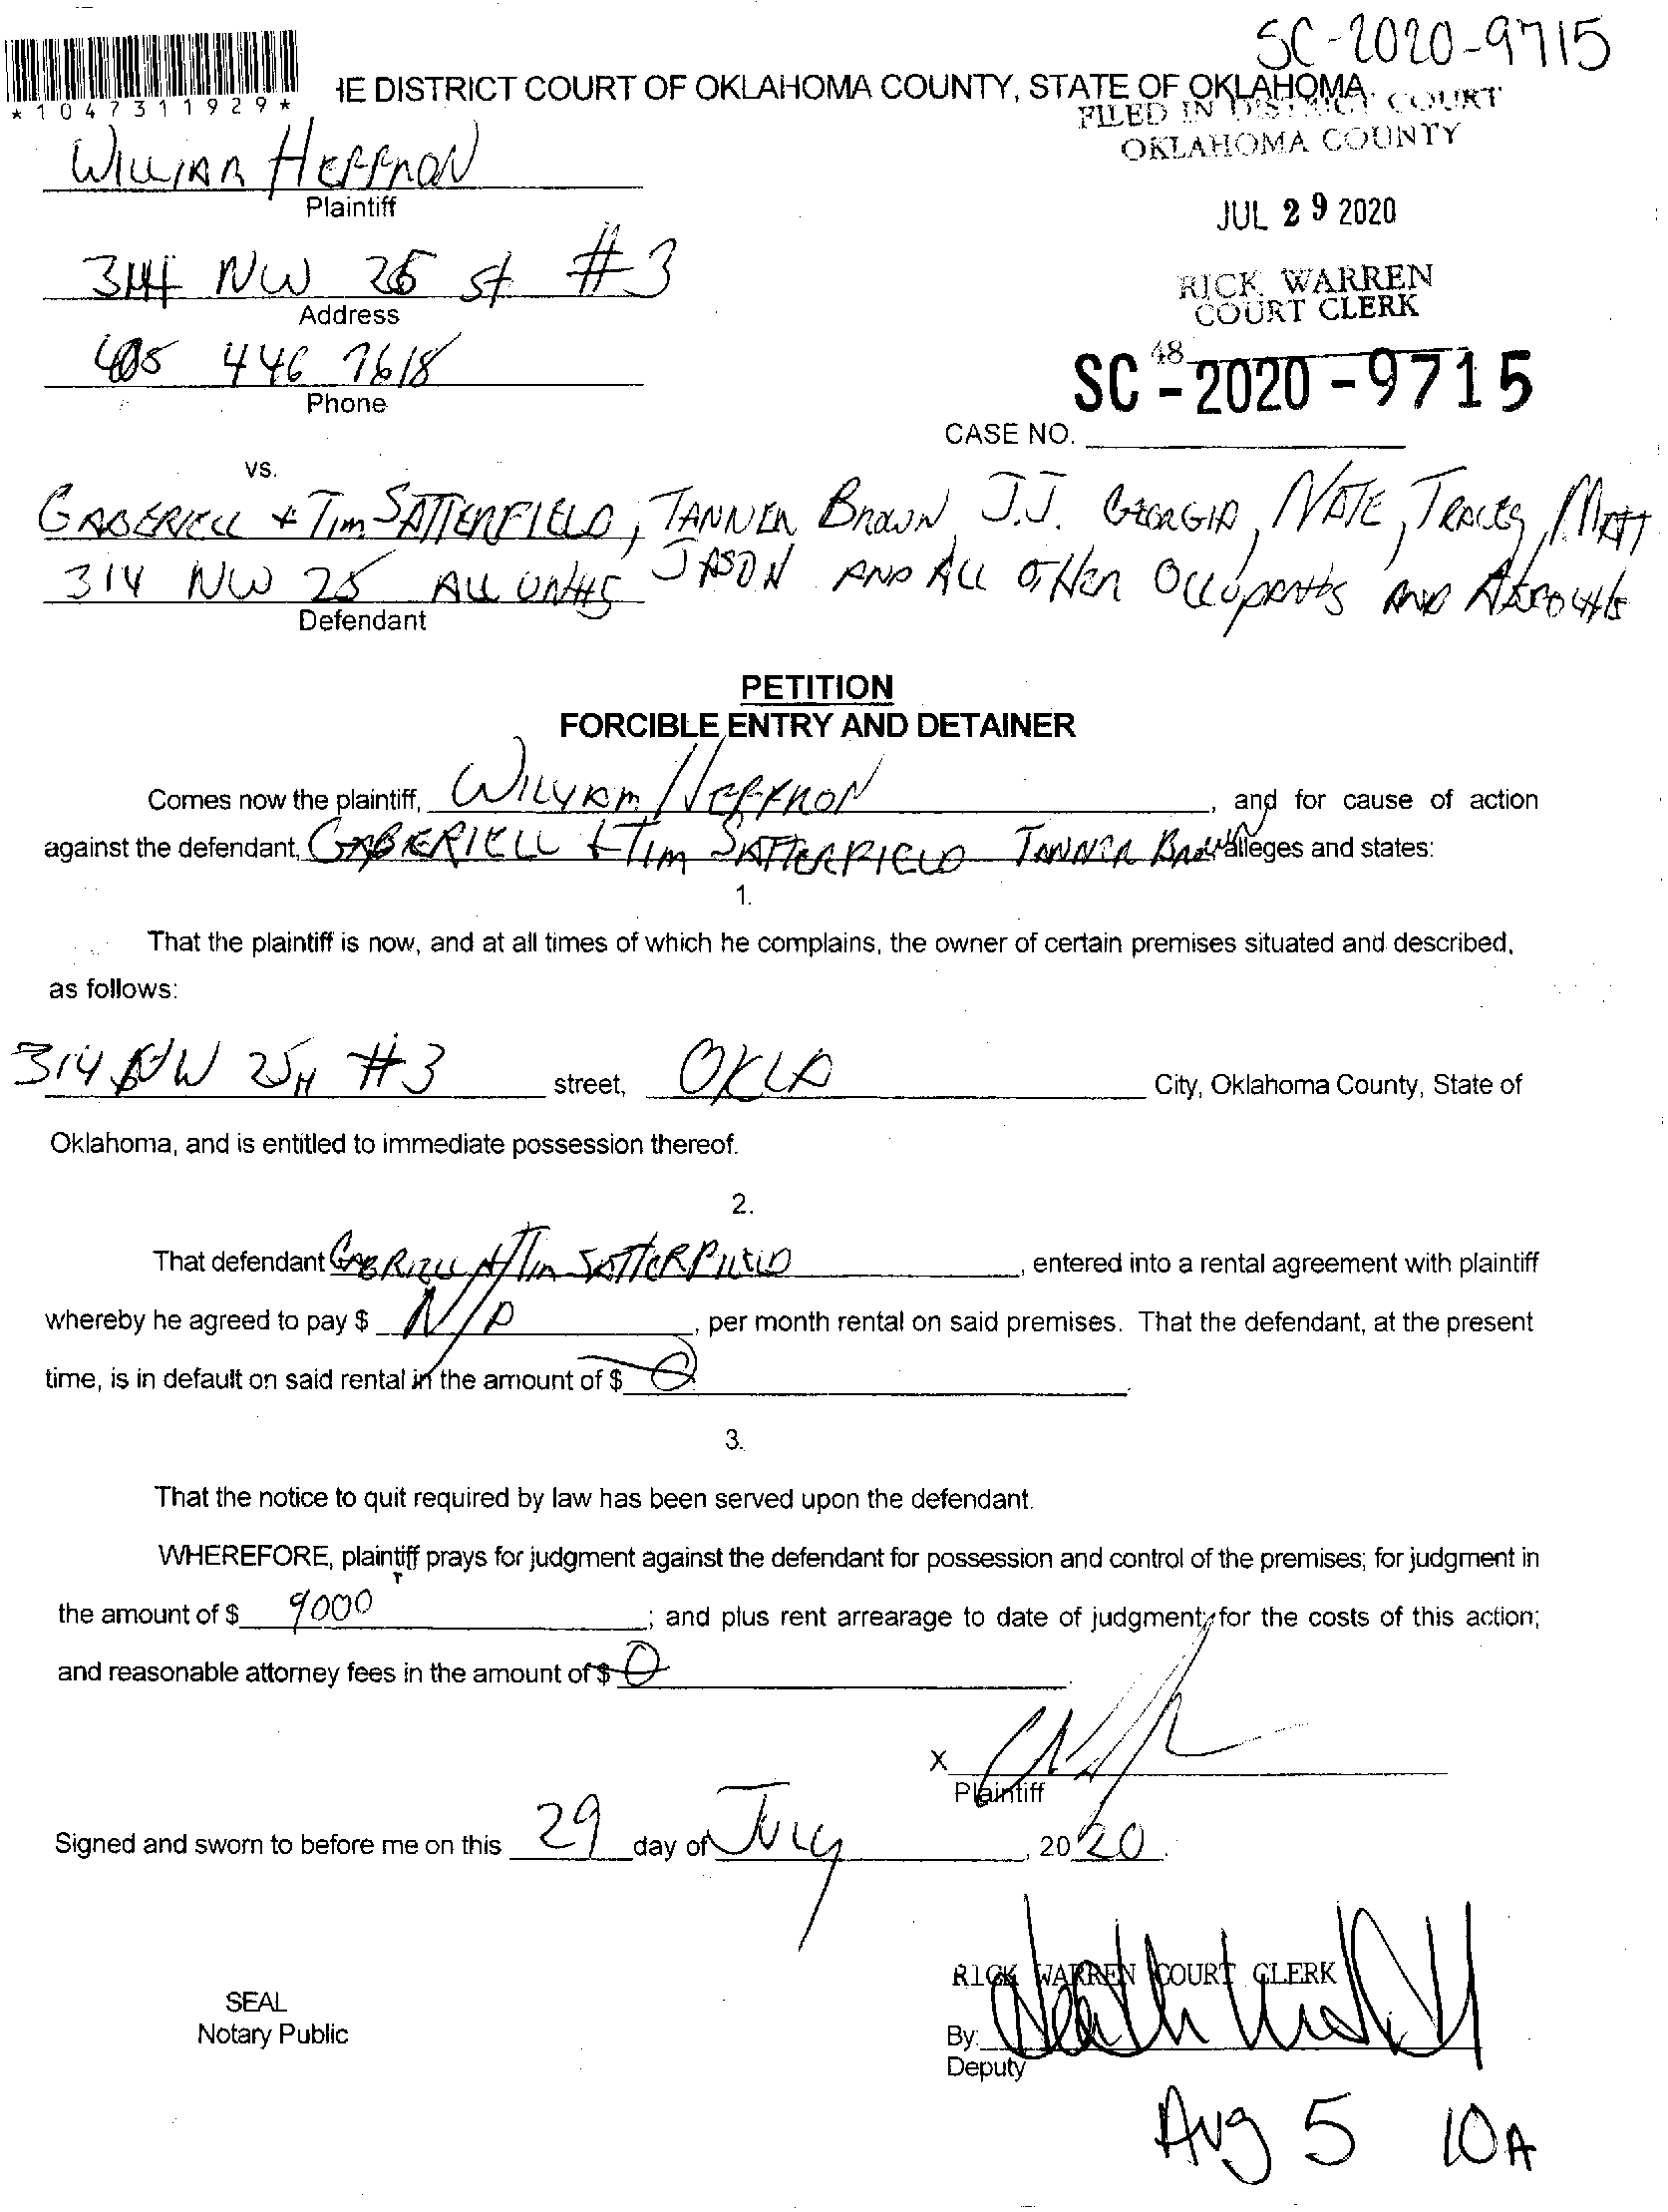 SC-2020-9715
*1047311929*
HE DISTRICT COURT OF OKLAHOMA COUNTY, STATE OF OKLAHOMA
FILED IN DISTRICT COURT
OKLAHOMA COUNTY
WILLIAM HEFFRON
Plaintiff
JUL 29 2020
314 NW 25 st #3
Address
RICK WARREN
COURT CLERK
405 446 7618
Phone
48
SC-2020-9715
CASE NO.
vs.
GABERIELL + Tim SATTERFIELD, TANNER BROWN J.J. GEORGIA, NATE, TRACEY, MATT
314 NW 25 ALL UNITS JASON AND ALL OTHER OCCUPANTS AND
Defendant
PETITION
FORCIBLE ENTRY AND DETAINER
Comes now the plaintiff, WILLIAM HEFFRON, and for cause of action
against the defendant, GABERIELL + Tim SATTERFIELD TANNER BROWN alleges and states:
1.
That the plaintiff is now, and at all times of which he complains, the owner of certain premises situated and described,
as follows:
314 NW 25 #3 street, OKLA City, Oklahoma County, State of
Oklahoma, and is entitled to immediate possession thereof.
2.
That defendant GABRIELL Tim SATTERFIELD, entered into a rental agreement with plaintiff
whereby he agreed to pay $ N/A, per month rental on said premises. That the defendant, at the present
time, is in default on said rental in the amount of $ 0.
3.
That the notice to quit required by law has been served upon the defendant.
WHEREFORE, plaintiff prays for judgment against the defendant for possession and control of the premises; for judgment in
the amount of $ 9000; and plus rent arrearage to date of judgment; for the costs of this action;
and reasonable attorney fees in the amount of $ 0.
X
Plaintiff
Signed and sworn to before me on this 29 day of July, 2020.
RICK WARREN COURT CLERK
SEAL
Notary Public
By:
Deputy
Aug 5 10A